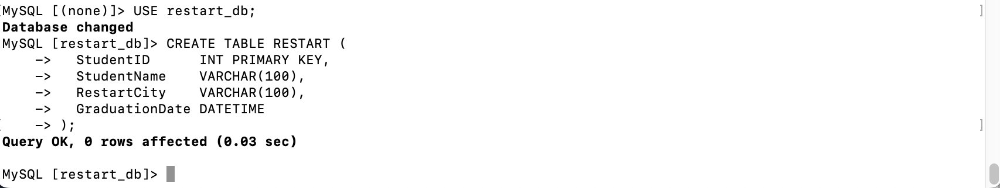 MySQL [(none)]> USE restart_db;
Database changed
MySQL [restart_db]> CREATE TABLE RESTART (
    ->   StudentID      INT PRIMARY KEY,
    ->   StudentName    VARCHAR(100),
    ->   RestartCity    VARCHAR(100),
    ->   GraduationDate DATETIME
    -> );
Query OK, 0 rows affected (0.03 sec)

MySQL [restart_db]>